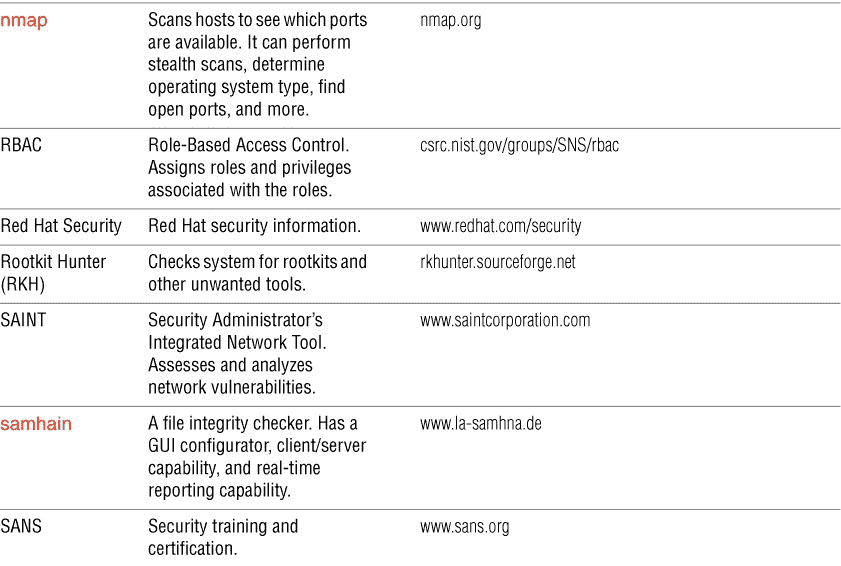 nmap Scans hosts to see which ports nmap.org
are available. It can perform
stealth scans, determine
operating system type, find
open ports, and more.
RBAC Role-Based Access Control. csrc.nist.gov/groups/SNS/rbac
Assigns roles and privileges
associated with the roles.
Red Hat Security Red Hat security information. www.redhat.com/security
Rootkit Hunter Checks system for rootkits and rkhunter.sourceforge.net
(RKH) other unwanted tools.
SAINT Security Administrator’s www.saintcorporation.com
Integrated Network Tool.
Assesses and analyzes
network vulnerabilities.
samhain A file integrity checker. Has a www.la-samhna.de
GUI configurator, client/server
capability, and real-time
reporting capability.
SANS Security training and www.sans.org
certification.